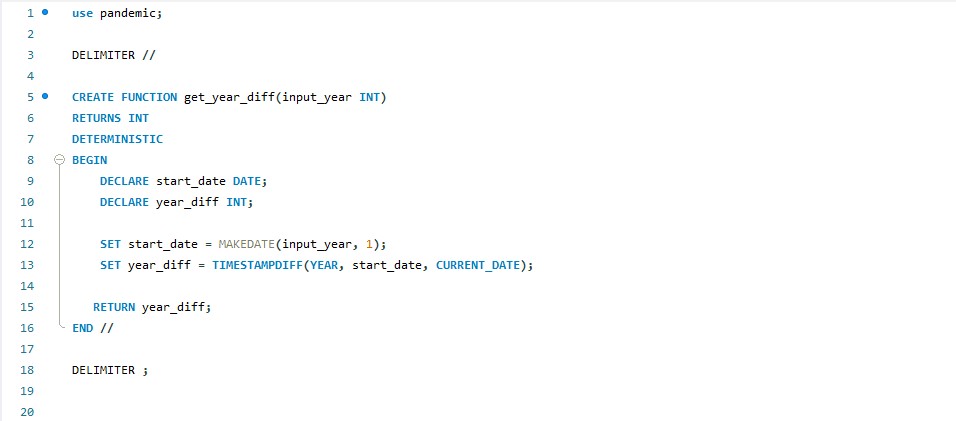 1 use pandemic;
2
3 DELIMITER //
4
5 CREATE FUNCTION get_year_diff(input_year INT)
6 RETURNS INT
7 DETERMINISTIC
8 BEGIN
9 DECLARE start_date DATE;
10 DECLARE year_diff INT;
11
12 SET start_date = MAKEDATE(input_year, 1);
13 SET year_diff = TIMESTAMPDIFF(YEAR, start_date, CURRENT_DATE);
14
15 RETURN year_diff;
16 END //
17
18 DELIMITER ;
19
20